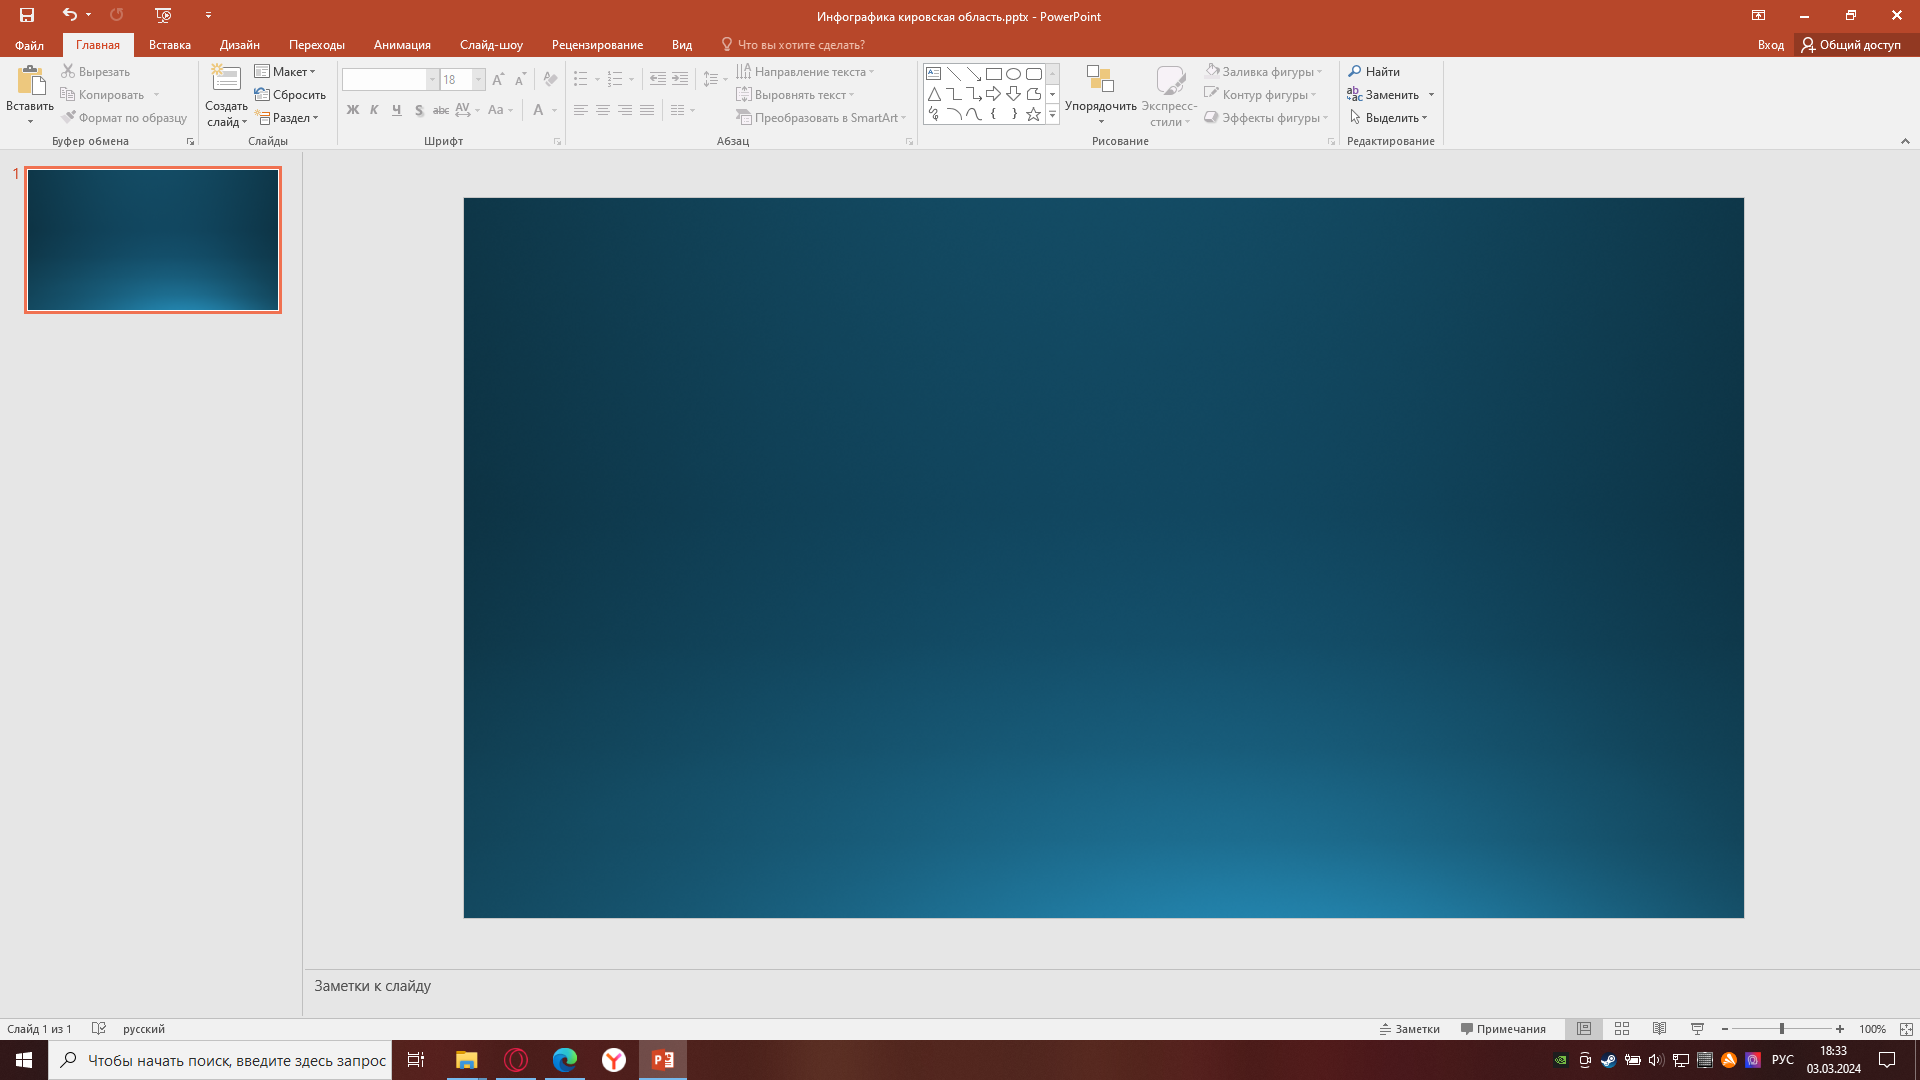 Инфографика кировская область.pptx - PowerPoint
Файл Главная Вставка Дизайн Переходы Анимация Слайд-шоу Рецензирование Вид Что вы хотите сделать? Вход Общий доступ
Вставить
Вырезать
Копировать
Формат по образцу
Буфер обмена
Создать
слайд
Макет
Сбросить
Раздел
Слайды
18
Ж К Ч S abc AV Aa A
Шрифт
Направление текста
Выровнять текст
Преобразовать в SmartArt
Абзац
Упорядочить
Экспресс-
стили
Заливка фигуры
Контур фигуры
Эффекты фигуры
Рисование
Найти
Заменить
Выделить
Редактирование
1
Заметки к слайду
Слайд 1 из 1 русский Заметки Примечания 100%
Чтобы начать поиск, введите здесь запрос
РУС
18:33
03.03.2024